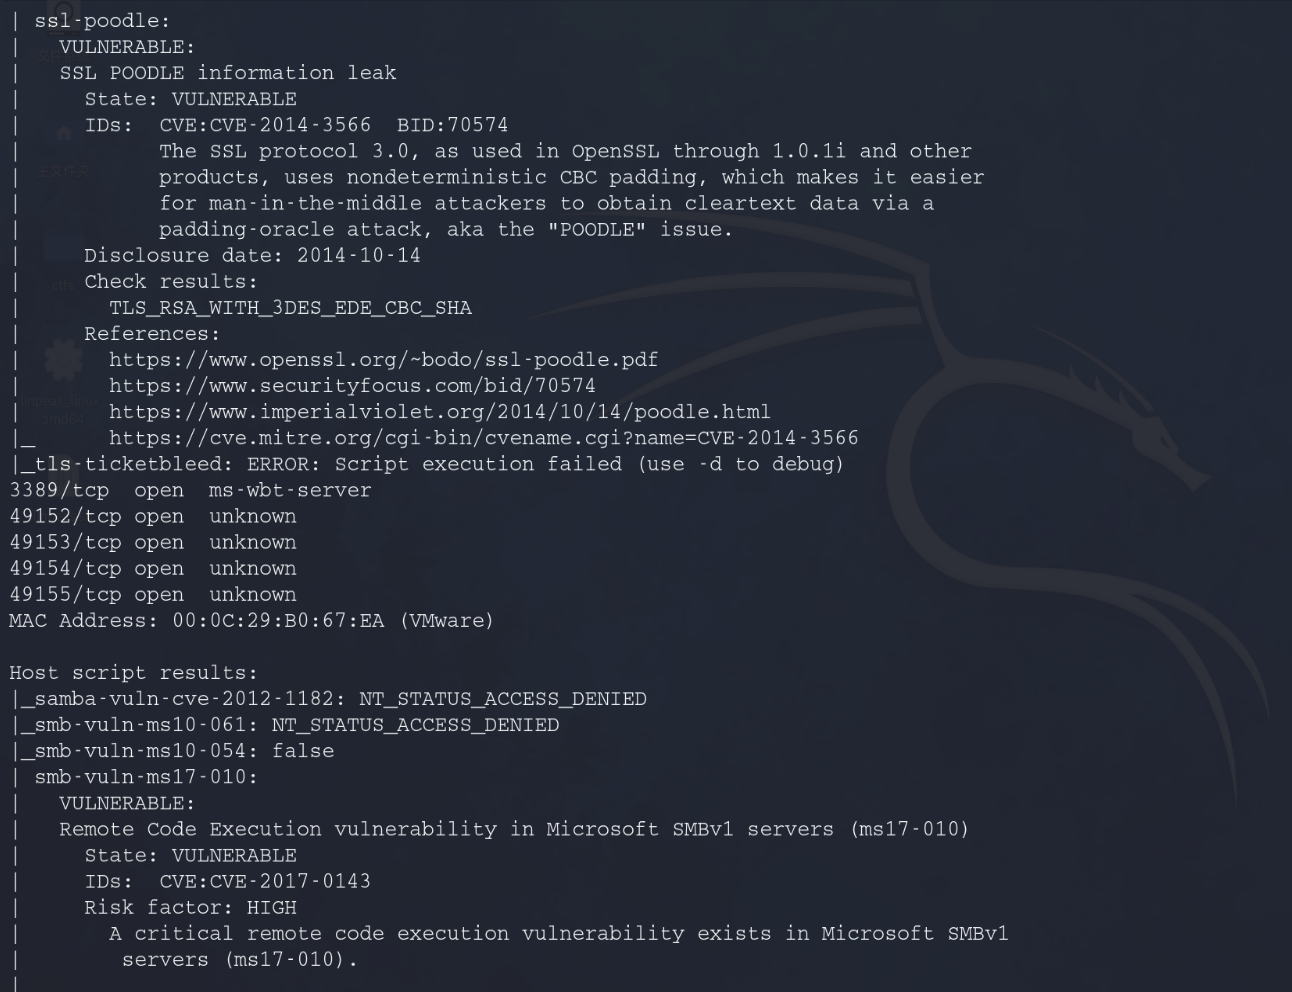 | ssl-poodle:
|   VULNERABLE:
|   SSL POODLE information leak
|     State: VULNERABLE
|     IDs:  CVE:CVE-2014-3566  BID:70574
|           The SSL protocol 3.0, as used in OpenSSL through 1.0.1i and other
|           products, uses nondeterministic CBC padding, which makes it easier
|           for man-in-the-middle attackers to obtain cleartext data via a
|           padding-oracle attack, aka the "POODLE" issue.
|     Disclosure date: 2014-10-14
|     Check results:
|       TLS_RSA_WITH_3DES_EDE_CBC_SHA
|     References:
|       https://www.openssl.org/~bodo/ssl-poodle.pdf
|       https://www.securityfocus.com/bid/70574
|       https://www.imperialviolet.org/2014/10/14/poodle.html
|_      https://cve.mitre.org/cgi-bin/cvename.cgi?name=CVE-2014-3566
|_tls-ticketbleed: ERROR: Script execution failed (use -d to debug)
3389/tcp  open  ms-wbt-server
49152/tcp open  unknown
49153/tcp open  unknown
49154/tcp open  unknown
49155/tcp open  unknown
MAC Address: 00:0C:29:B0:67:EA (VMware)

Host script results:
|_samba-vuln-cve-2012-1182: NT_STATUS_ACCESS_DENIED
|_smb-vuln-ms10-061: NT_STATUS_ACCESS_DENIED
|_smb-vuln-ms10-054: false
| smb-vuln-ms17-010:
|   VULNERABLE:
|   Remote Code Execution vulnerability in Microsoft SMBv1 servers (ms17-010)
|     State: VULNERABLE
|     IDs:  CVE:CVE-2017-0143
|     Risk factor: HIGH
|       A critical remote code execution vulnerability exists in Microsoft SMBv1
|        servers (ms17-010).
|